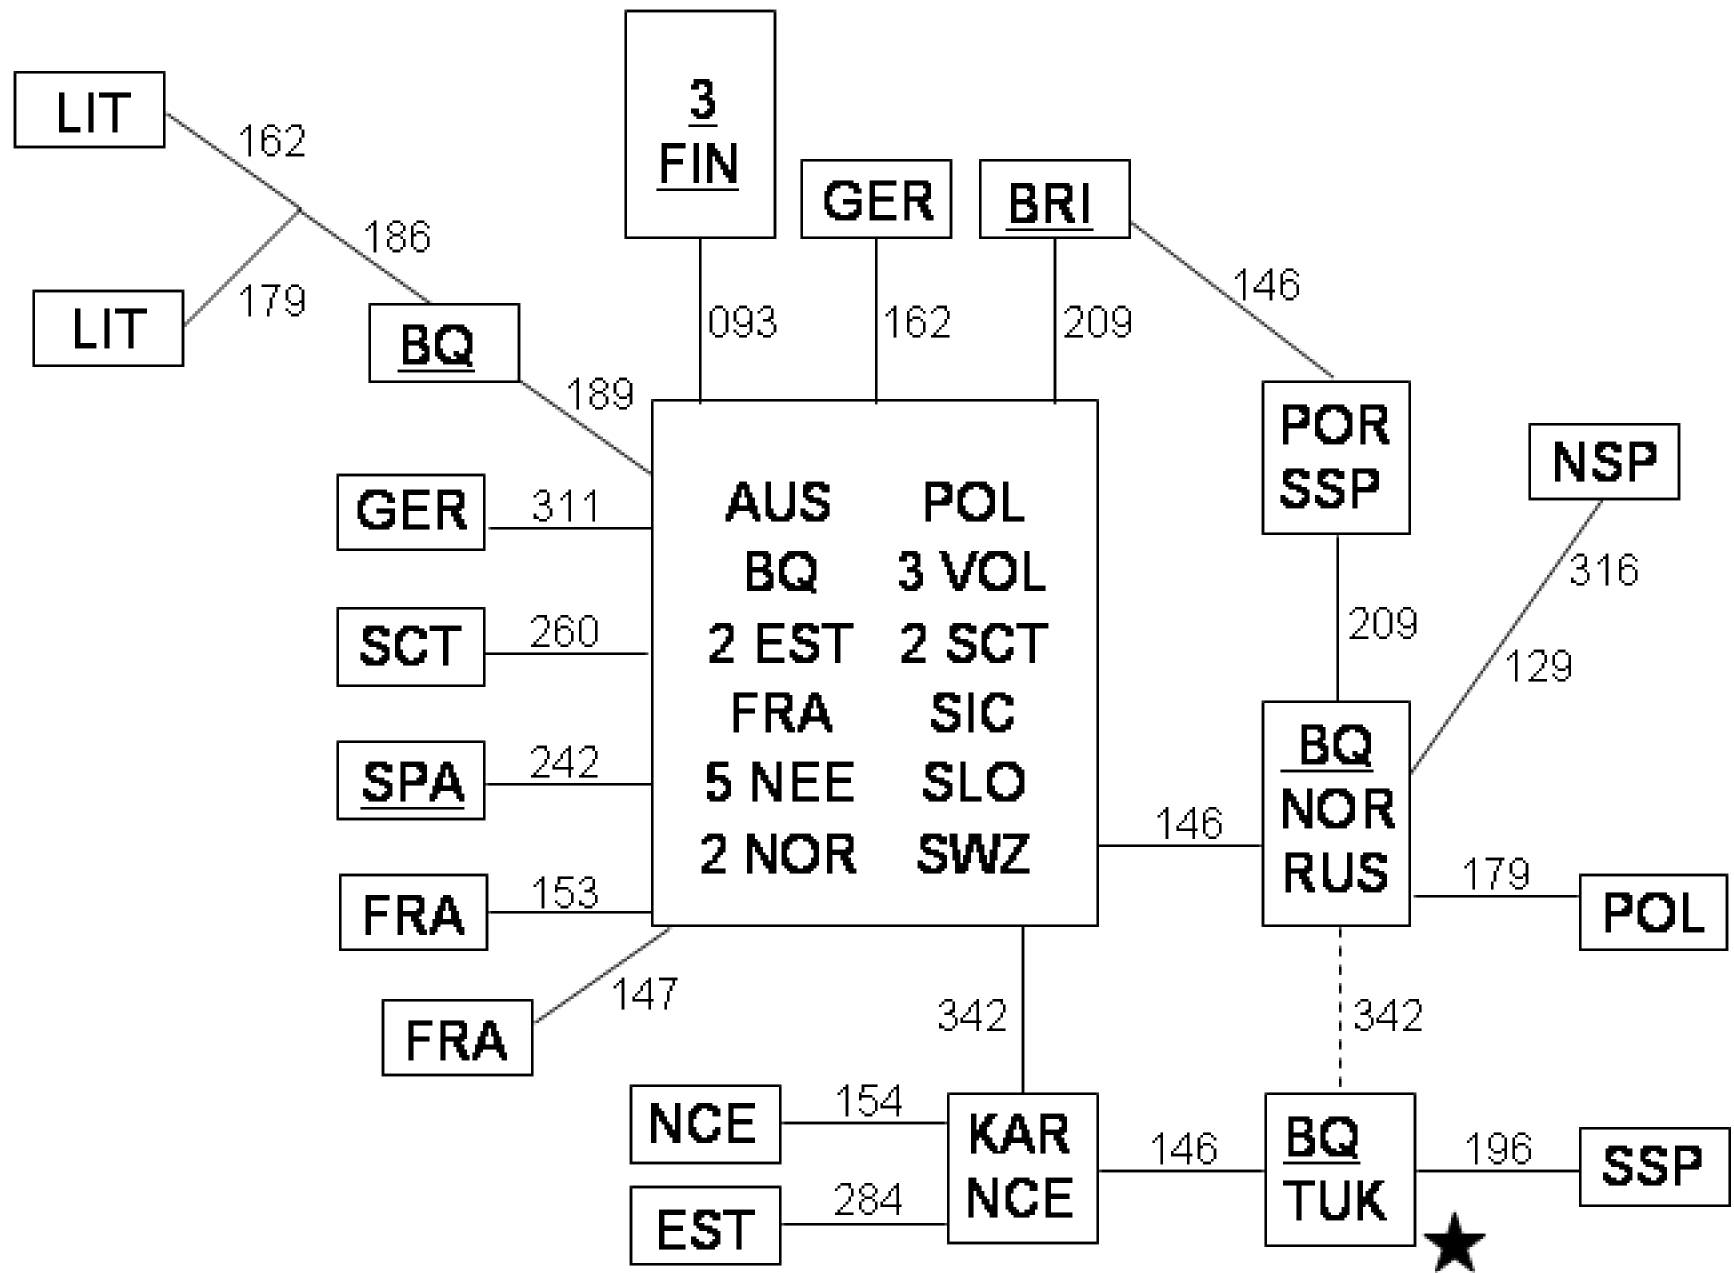 LIT
162
186
LIT
179
BQ
189
3
FIN
093
GER
162
BRI
209
146
POR
SSP
209
NSP
316
129
GER
311
SCT
260
SPA
242
FRA
153
FRA
147
AUS POL
BQ 3 VOL
2 EST 2 SCT
FRA SIC
5 NEE SLO
2 NOR SWZ
146
BQ
NOR
RUS
179
POL
342
342
NCE
154
EST
284
KAR
NCE
146
BQ
TUK
196
SSP